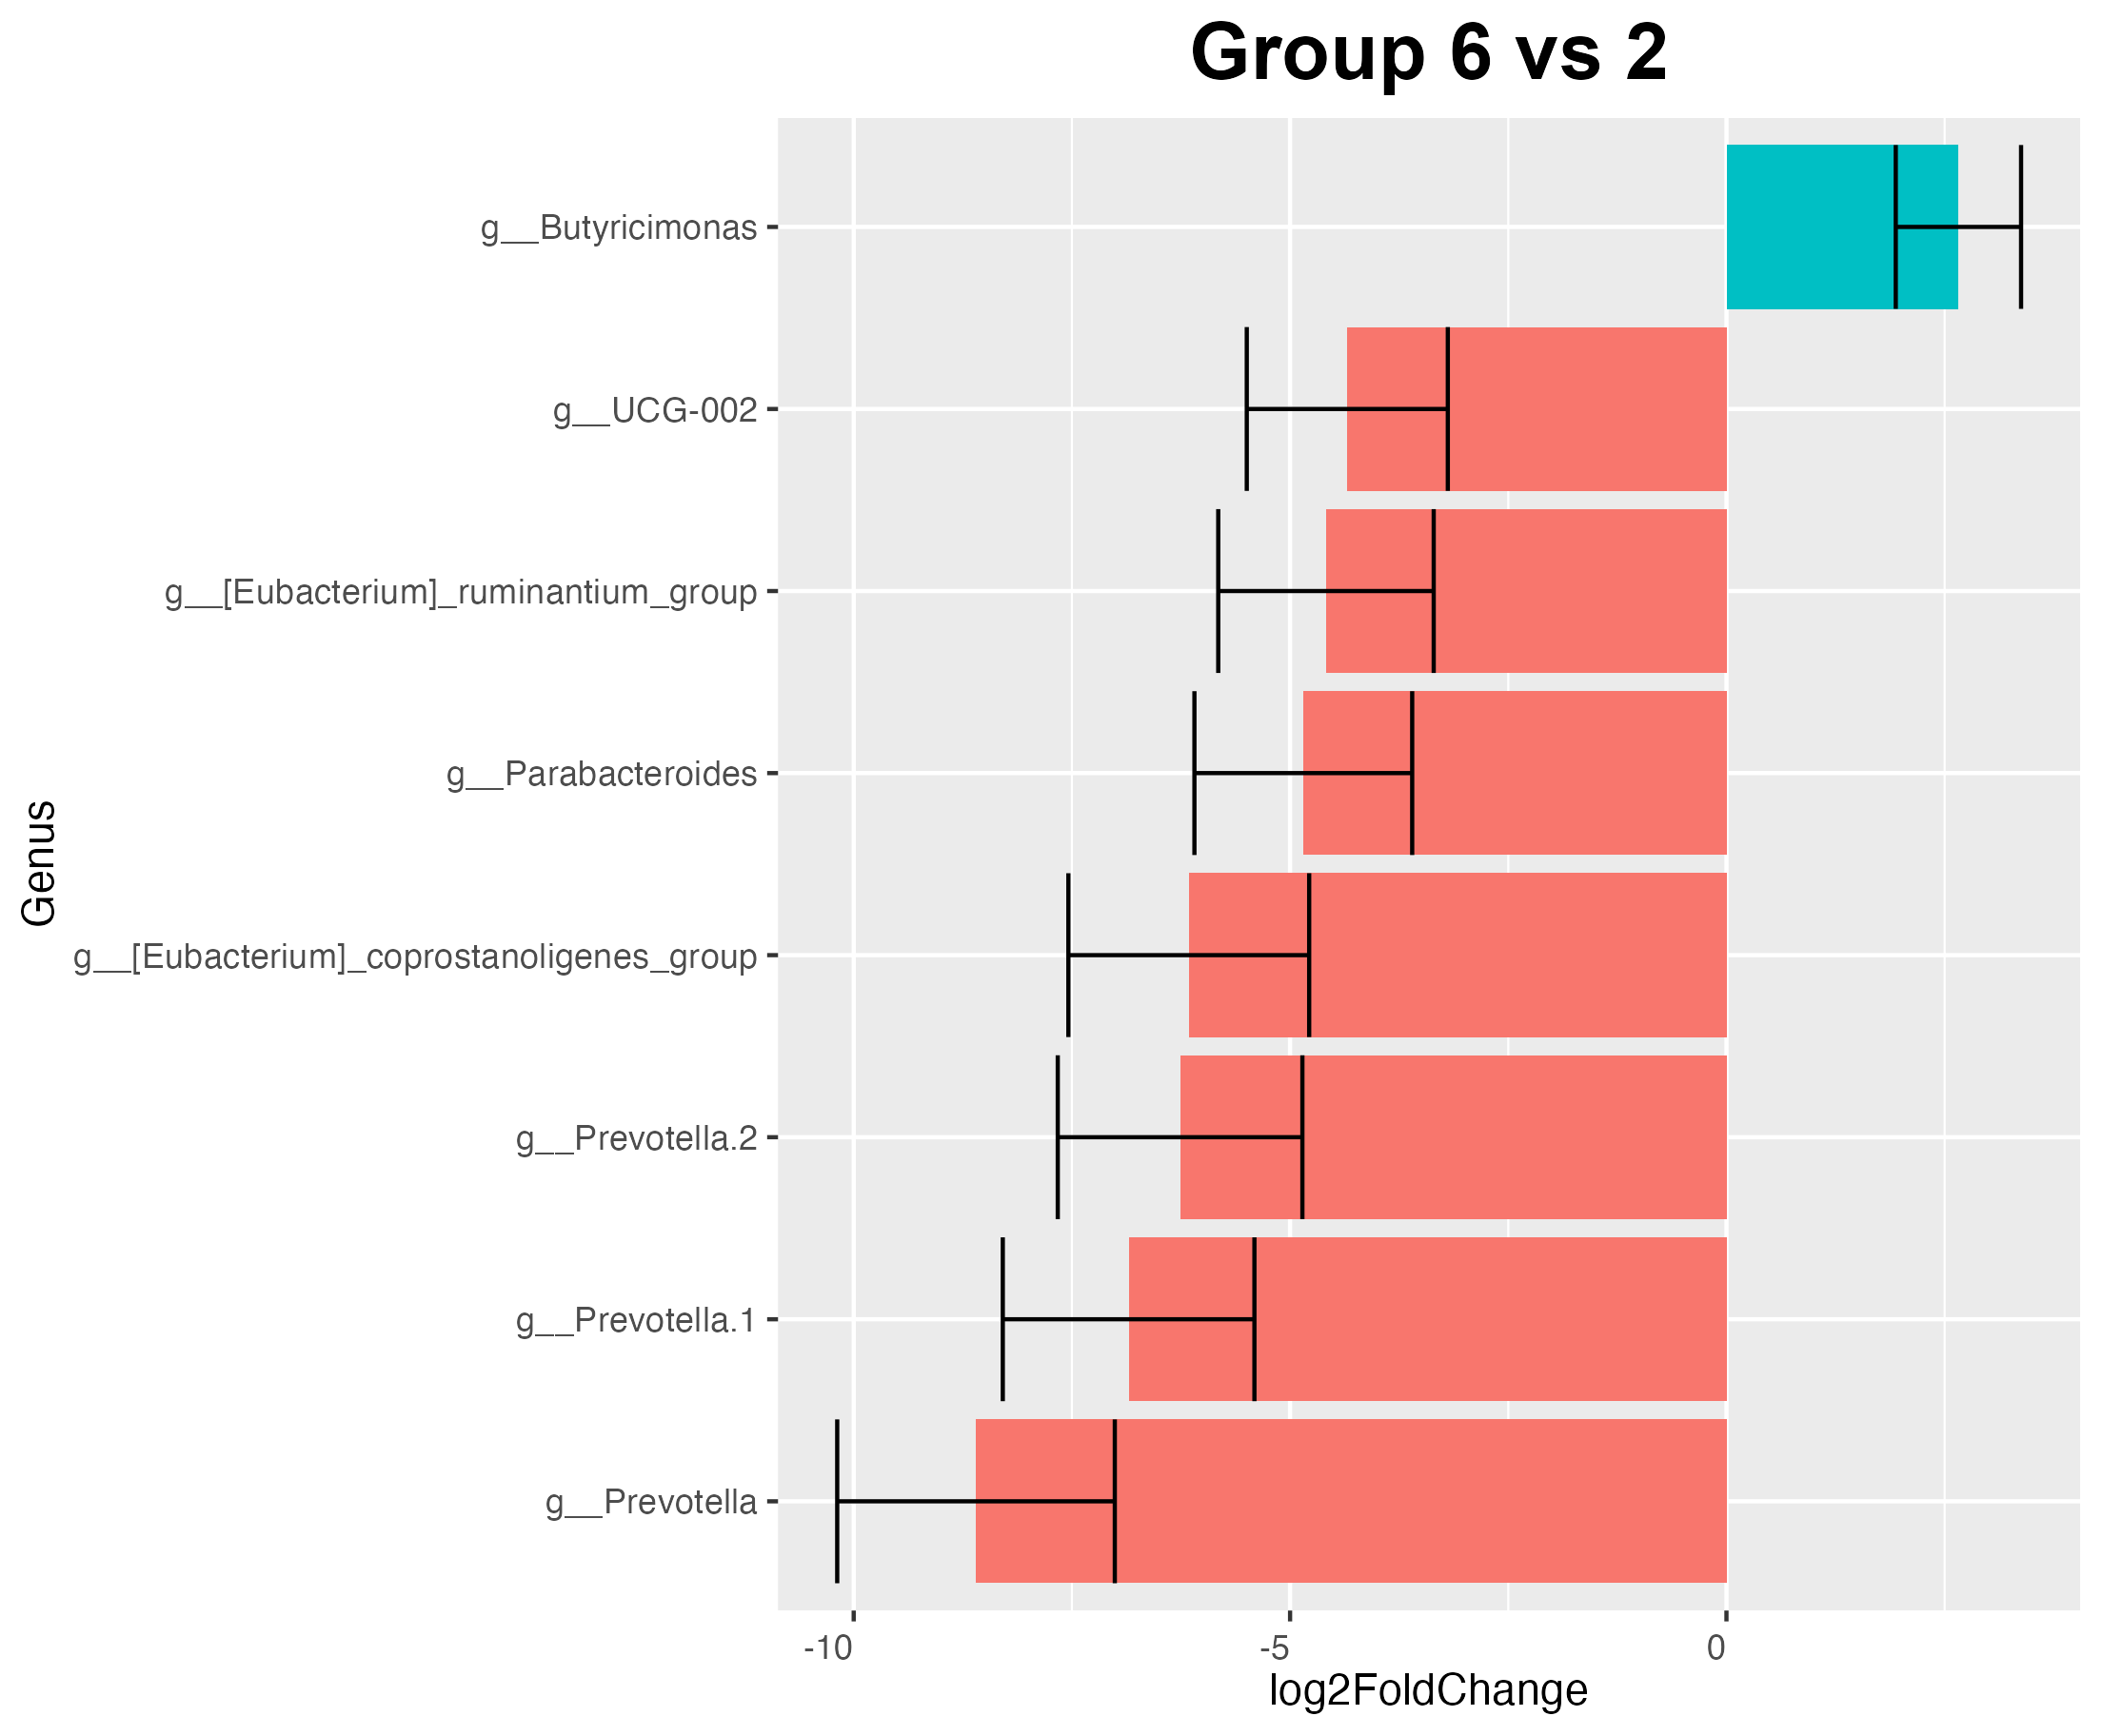 Group 6 vs 2
g__Butyricimonas
g__UCG-002
g__[Eubacterium]_ruminantium_group
g__Parabacteroides
g__[Eubacterium]_coprostanoligenes_group
g__Prevotella.2
g__Prevotella.1
g__Prevotella
Genus
-10 -5 0
log2FoldChange